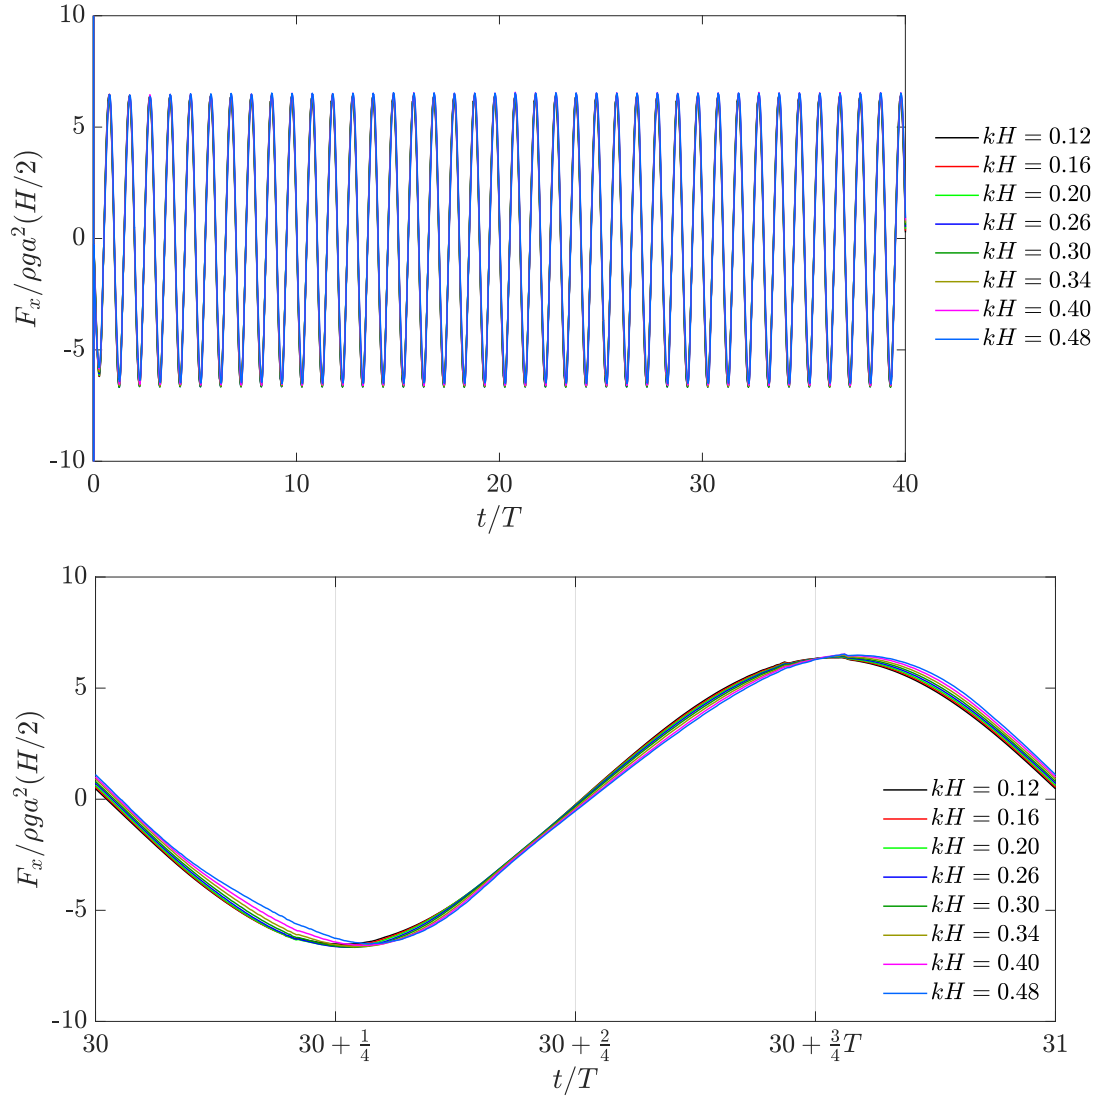 10
5
0
-5
-10
F_x/ρga²(H/2)
0 10 20 30 40
t/T
kH = 0.12
kH = 0.16
kH = 0.20
kH = 0.26
kH = 0.30
kH = 0.34
kH = 0.40
kH = 0.48
10
5
0
-5
-10
F_x/ρga²(H/2)
30 30 + 1/4 30 + 2/4 30 + 3/4 T 31
t/T
kH = 0.12
kH = 0.16
kH = 0.20
kH = 0.26
kH = 0.30
kH = 0.34
kH = 0.40
kH = 0.48